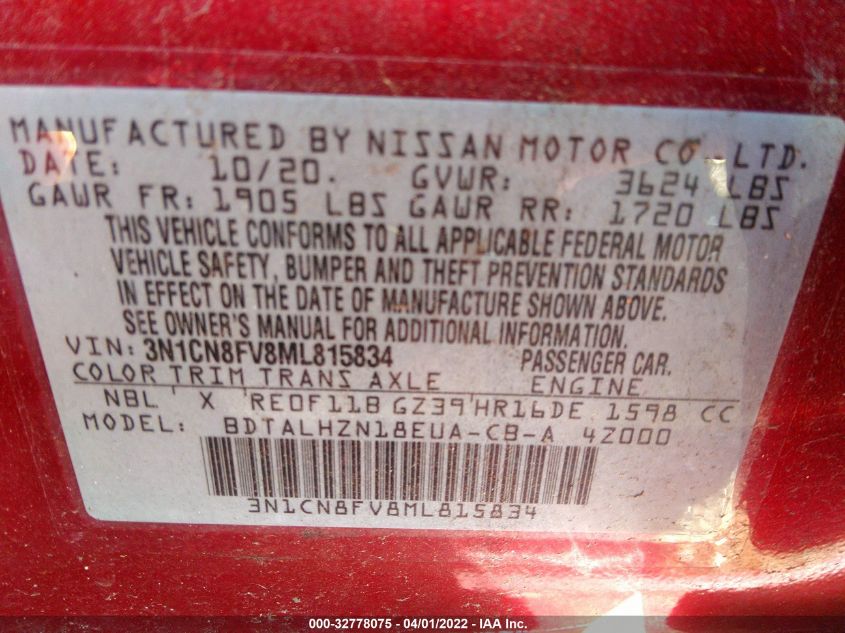 MANUFACTURED BY NISSAN MOTOR CO., LTD.
DATE: 10/20. GVWR: 3624 LBS
GAWR FR: 1905 LBS GAWR RR: 1720 LBS
THIS VEHICLE CONFORMS TO ALL APPLICABLE FEDERAL MOTOR
VEHICLE SAFETY, BUMPER AND THEFT PREVENTION STANDARDS
IN EFFECT ON THE DATE OF MANUFACTURE SHOWN ABOVE.
SEE OWNER'S MANUAL FOR ADDITIONAL INFORMATION.
VIN: 3N1CN8FV8ML815834 PASSENGER CAR.
COLOR TRIM TRANS AXLE ENGINE
NBL X RE0F11B GZ39 HR16DE 1598 CC
MODEL: BDTALHZN18EUA-CB-A 4Z000
3N1CN8FV8ML815834
000-32778075 - 04/01/2022 - IAA Inc.